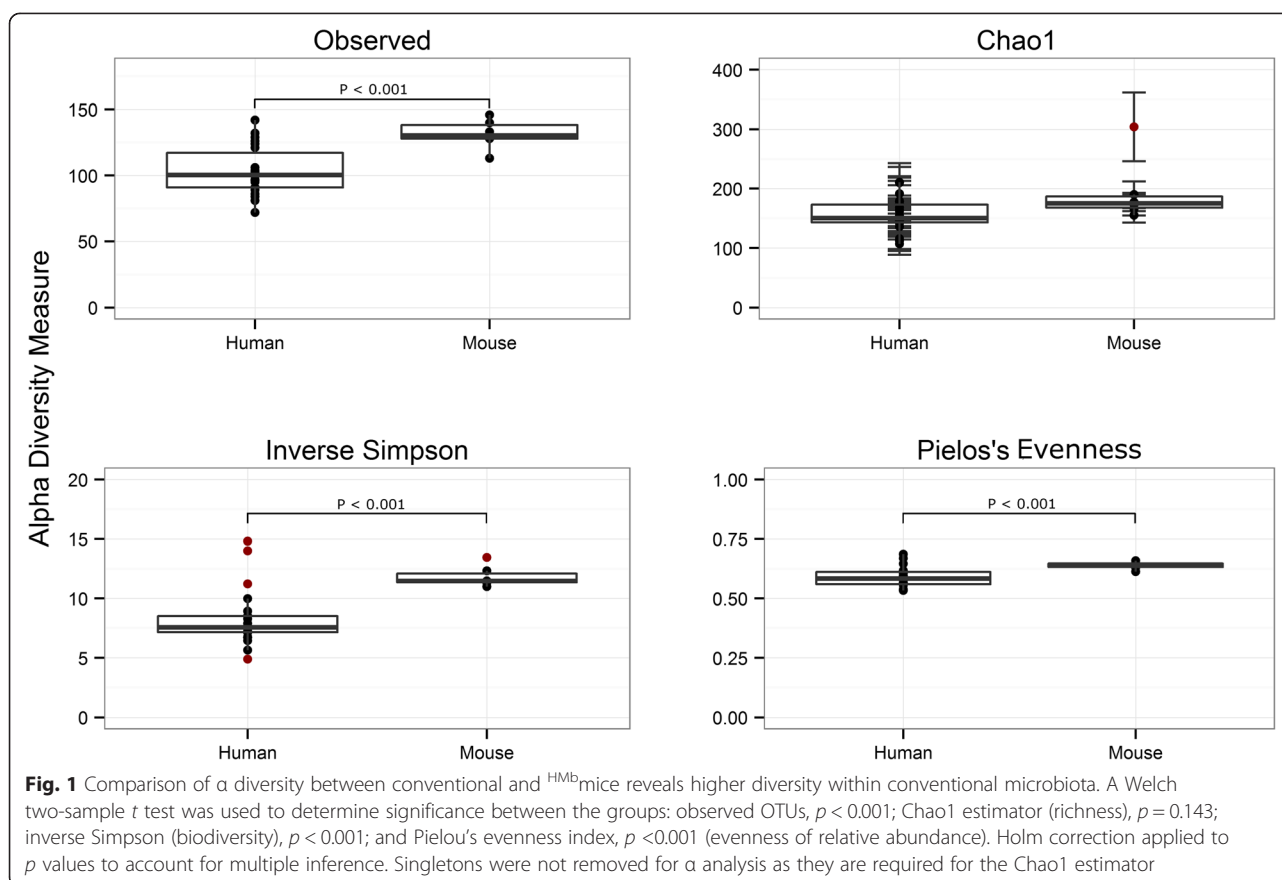 Observed
Chao1
Alpha Diversity Measure
150
100
50
0
P < 0.001
Human
Mouse
400
300
200
100
0
Human
Mouse
Inverse Simpson
Pielos's Evenness
20
15
10
5
0
P < 0.001
Human
Mouse
1.00
0.75
0.50
0.25
0.00
P < 0.001
Human
Mouse
Fig. 1 Comparison of α diversity between conventional and HMbmice reveals higher diversity within conventional microbiota. A Welch
two-sample t test was used to determine significance between the groups: observed OTUs, p < 0.001; Chao1 estimator (richness), p = 0.143;
inverse Simpson (biodiversity), p < 0.001; and Pielou's evenness index, p <0.001 (evenness of relative abundance). Holm correction applied to
p values to account for multiple inference. Singletons were not removed for α analysis as they are required for the Chao1 estimator